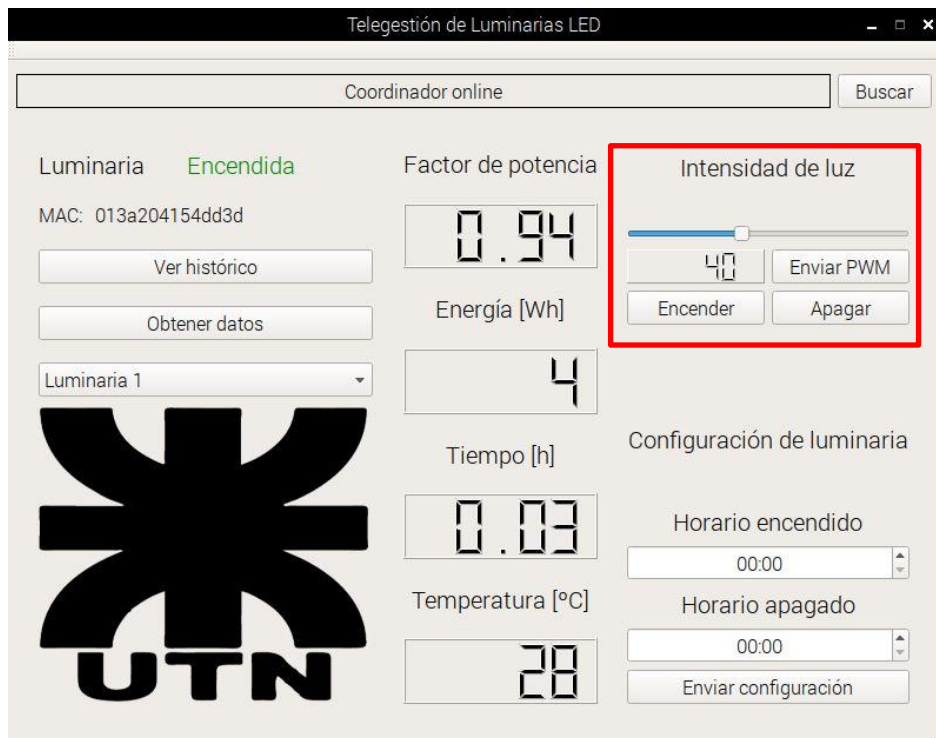 Telegestión de Luminarias LED
Coordinador online
Buscar
Luminaria Encendida
MAC: 013a204154dd3d
Ver histórico
Obtener datos
Luminaria 1
UTN
Factor de potencia
0.94
Energía [Wh]
4
Tiempo [h]
0.03
Temperatura [ºC]
28
Intensidad de luz
40
Enviar PWM
Encender
Apagar
Configuración de luminaria
Horario encendido
00:00
Horario apagado
00:00
Enviar configuración